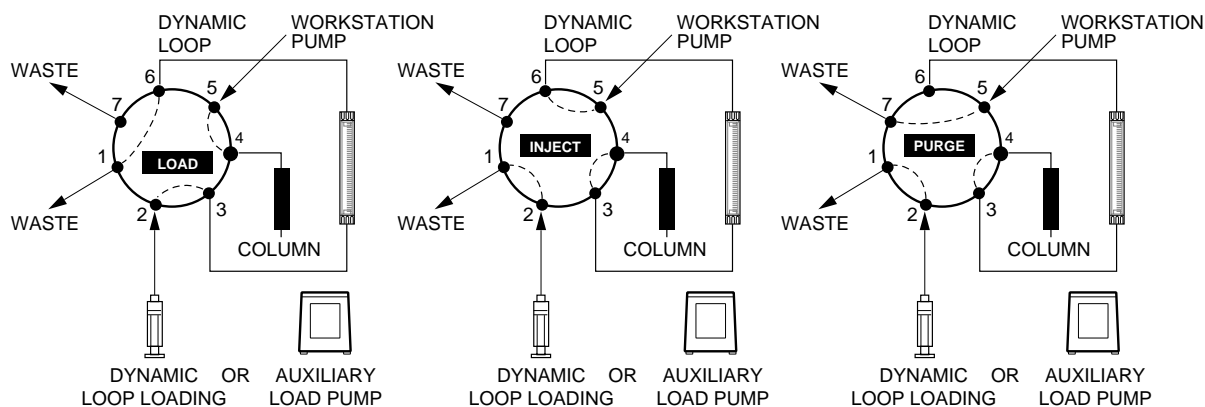 DYNAMIC
LOOP
WORKSTATION
PUMP
WASTE
6
5
7
4
1
LOAD
2
3
WASTE
COLUMN
DYNAMIC OR AUXILIARY
LOOP LOADING LOAD PUMP
DYNAMIC
LOOP
WORKSTATION
PUMP
WASTE
6
5
7
4
1
INJECT
2
3
WASTE
COLUMN
DYNAMIC OR AUXILIARY
LOOP LOADING LOAD PUMP
DYNAMIC
LOOP
WORKSTATION
PUMP
WASTE
6
5
7
4
1
PURGE
2
3
WASTE
COLUMN
DYNAMIC OR AUXILIARY
LOOP LOADING LOAD PUMP